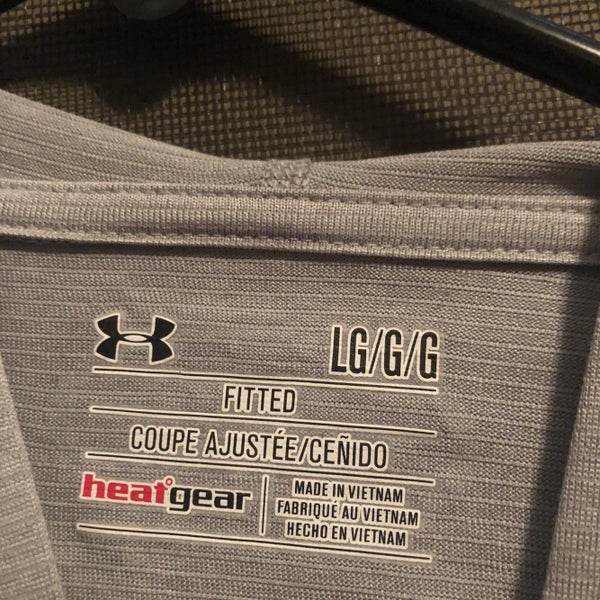 LG/G/G
FITTED
COUPE AJUSTÉE/CEÑIDO
heatgear
MADE IN VIETNAM
FABRIQUÉ AU VIETNAM
HECHO EN VIETNAM